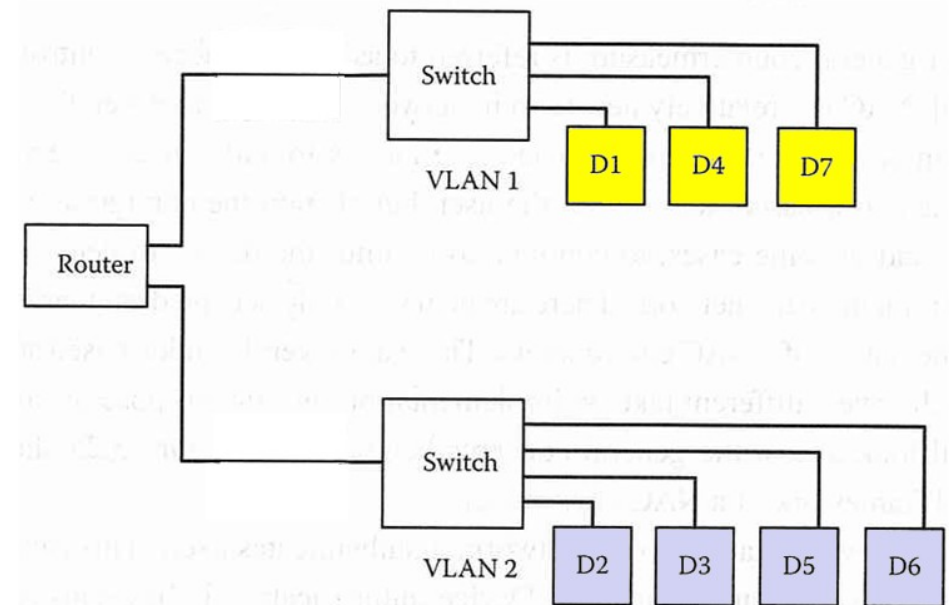 Switch
D1 D4 D7
VLAN 1
Router
Switch
D2 D3 D5 D6
VLAN 2